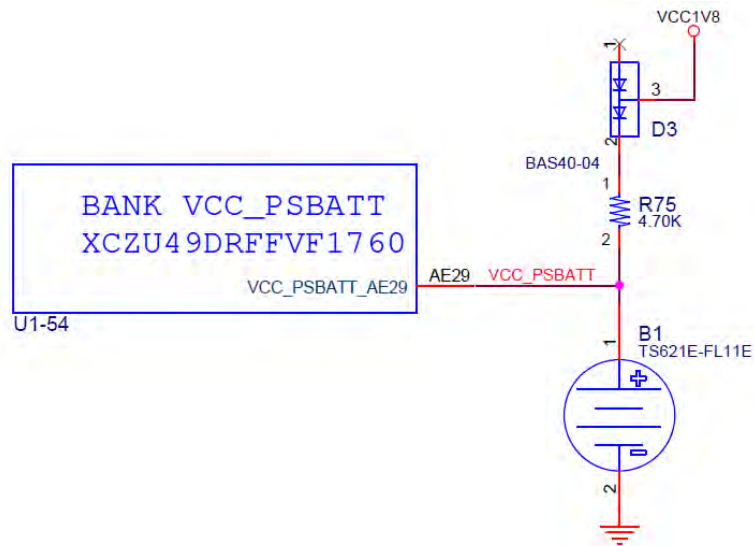 VCC1V8
1
3
D3
2
BAS40-04
1
R75
4.70K
2
BANK VCC_PSBATT
XCZU49DRFFVF1760
VCC_PSBATT_AE29
AE29
VCC_PSBATT
U1-54
B1
TS621E-FL11E
1
2